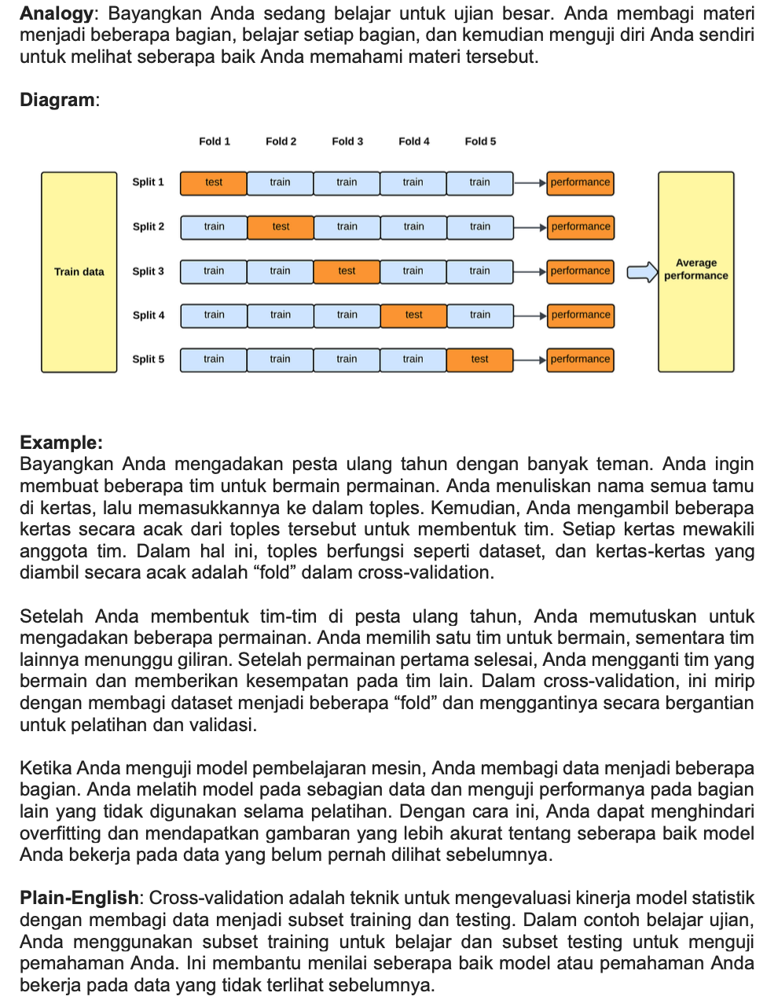 Analogy: Bayangkan Anda sedang belajar untuk ujian besar. Anda membagi materi
menjadi beberapa bagian, belajar setiap bagian, dan kemudian menguji diri Anda sendiri
untuk melihat seberapa baik Anda memahami materi tersebut.
Diagram:
Fold 1 Fold 2 Fold 3 Fold 4 Fold 5
Split 1 test train train train train performance
Split 2 train test train train train performance
Train data
Split 3 train train test train train performance
Average
performance
Split 4 train train train test train performance
Split 5 train train train train test performance
Example:
Bayangkan Anda mengadakan pesta ulang tahun dengan banyak teman. Anda ingin
membuat beberapa tim untuk bermain permainan. Anda menuliskan nama semua tamu
di kertas, lalu memasukkannya ke dalam toples. Kemudian, Anda mengambil beberapa
kertas secara acak dari toples tersebut untuk membentuk tim. Setiap kertas mewakili
anggota tim. Dalam hal ini, toples berfungsi seperti dataset, dan kertas-kertas yang
diambil secara acak adalah “fold” dalam cross-validation.
Setelah Anda membentuk tim-tim di pesta ulang tahun, Anda memutuskan untuk
mengadakan beberapa permainan. Anda memilih satu tim untuk bermain, sementara tim
lainnya menunggu giliran. Setelah permainan pertama selesai, Anda mengganti tim yang
bermain dan memberikan kesempatan pada tim lain. Dalam cross-validation, ini mirip
dengan membagi dataset menjadi beberapa “fold” dan menggantinya secara bergantian
untuk pelatihan dan validasi.
Ketika Anda menguji model pembelajaran mesin, Anda membagi data menjadi beberapa
bagian. Anda melatih model pada sebagian data dan menguji performanya pada bagian
lain yang tidak digunakan selama pelatihan. Dengan cara ini, Anda dapat menghindari
overfitting dan mendapatkan gambaran yang lebih akurat tentang seberapa baik model
Anda bekerja pada data yang belum pernah dilihat sebelumnya.
Plain-English: Cross-validation adalah teknik untuk mengevaluasi kinerja model statistik
dengan membagi data menjadi subset training dan testing. Dalam contoh belajar ujian,
Anda menggunakan subset training untuk belajar dan subset testing untuk menguji
pemahaman Anda. Ini membantu menilai seberapa baik model atau pemahaman Anda
bekerja pada data yang tidak terlihat sebelumnya.